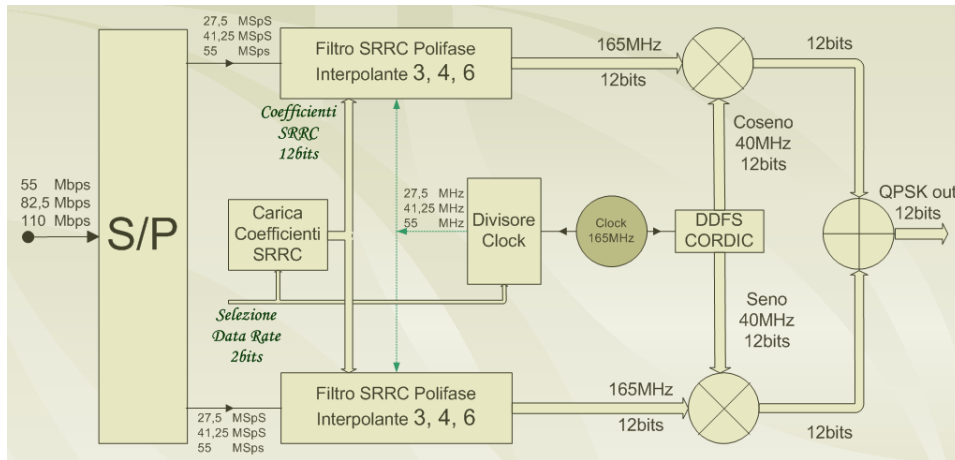 27,5 MSpS
41,25 MSpS
55 MSps
Filtro SRRC Polifase
Interpolante 3, 4, 6
165MHz
12bits
12bits
Coefficienti
SRRC
12bits
Coseno
40MHz
12bits
55 Mbps
82,5 Mbps
110 Mbps
S/P
Carica
Coefficienti
SRRC
27,5 MHz
41,25 MHz
55 MHz
Divisore
Clock
Clock
165MHz
DDFS
CORDIC
QPSK out
12bits
Selezione
Data Rate
2bits
Seno
40MHz
12bits
Filtro SRRC Polifase
Interpolante 3, 4, 6
165MHz
12bits
12bits
27,5 MSpS
41,25 MSpS
55 MSps